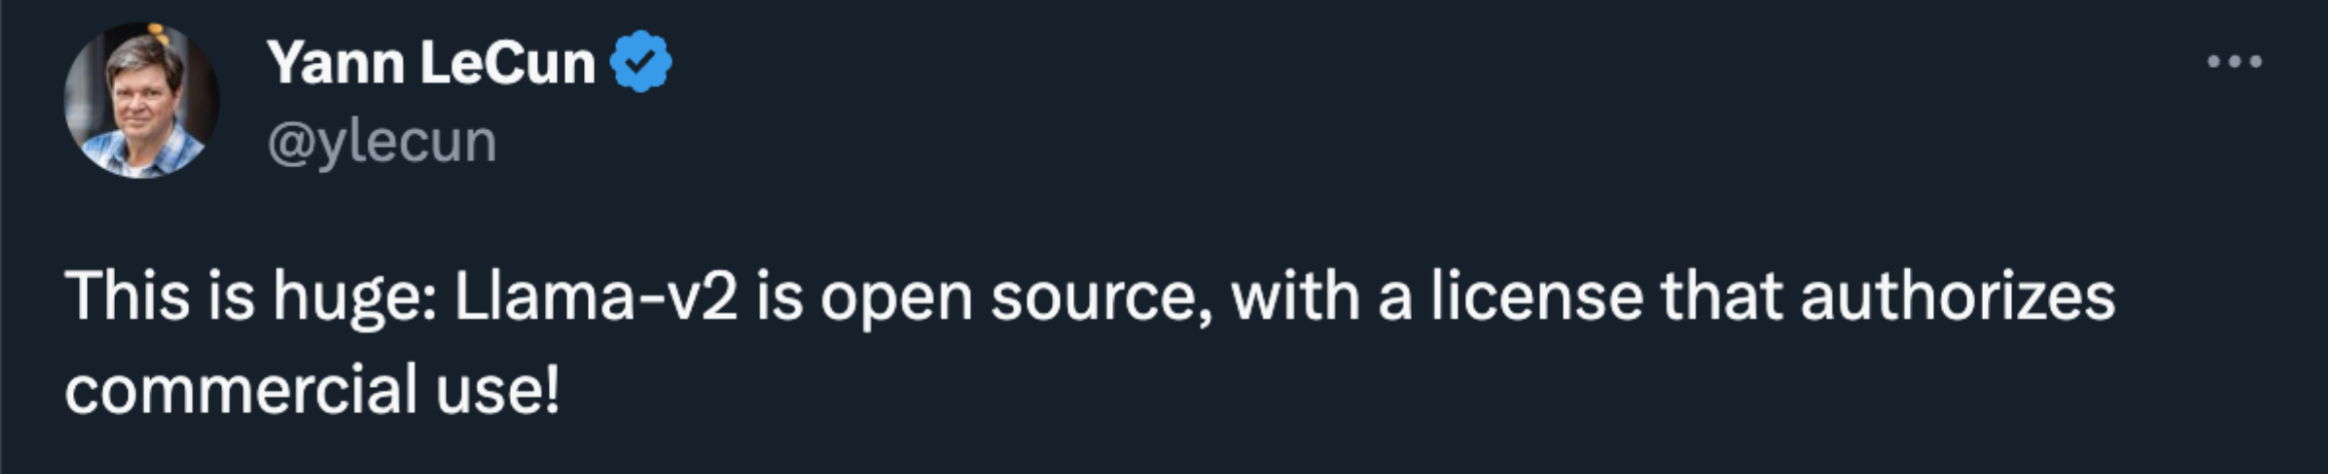 Yann LeCun
@ylecun
This is huge: Llama-v2 is open source, with a license that authorizes
commercial use!